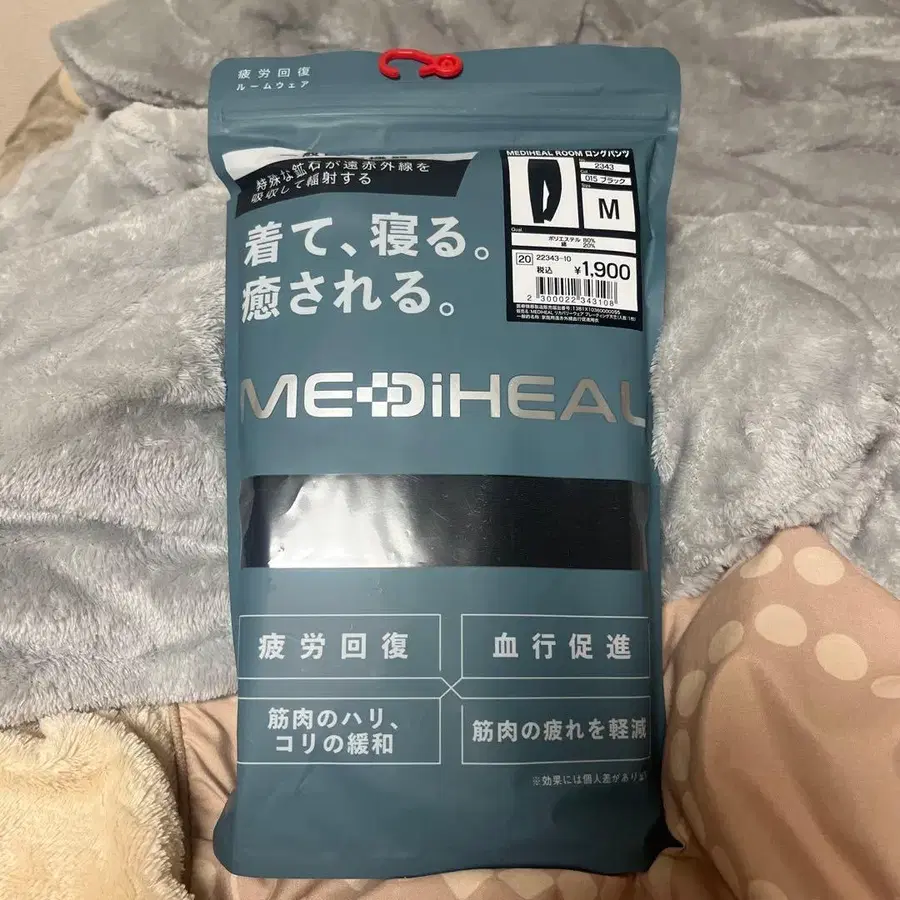 疲労回復
ルームウェア
特殊な鉱石が遠赤外線を
吸収して輻射する
着て、寝る。
癒される。
MEDiHEAL
MEDIHEAL ROOM ロングパンツ
2343
Col.
015 ブラック
Size
M
Qual.
ポリエステル 80%
綿 20%
20 22343-10
税込 ¥1,900
2 300022 343108
疲労回復
血行促進
筋肉のハリ、
コリの緩和
筋肉の疲れを軽減
※効果には個人差があります